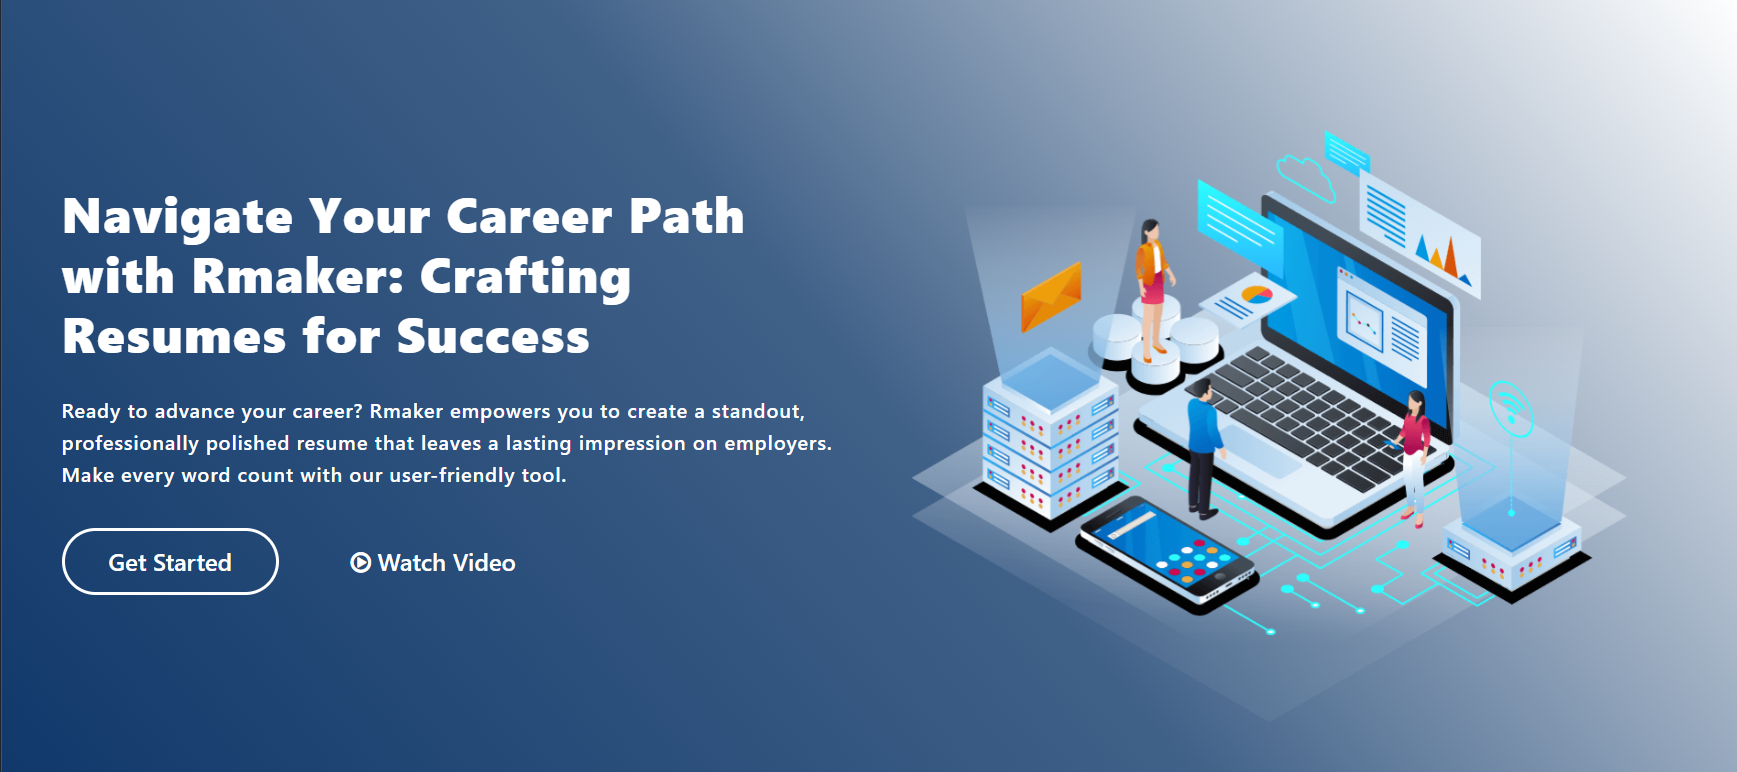 Navigate Your Career Path
with Rmaker: Crafting
Resumes for Success
Ready to advance your career? Rmaker empowers you to create a standout,
professionally polished resume that leaves a lasting impression on employers.
Make every word count with our user-friendly tool.
Get Started
Watch Video